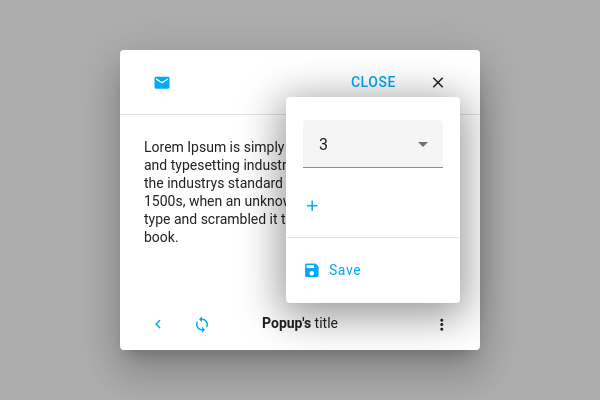 CLOSE
3
Lorem Ipsum is simply
and typesetting industr
the industrys standard
1500s, when an unknow
type and scrambled it t
book.
Save
Popup's title